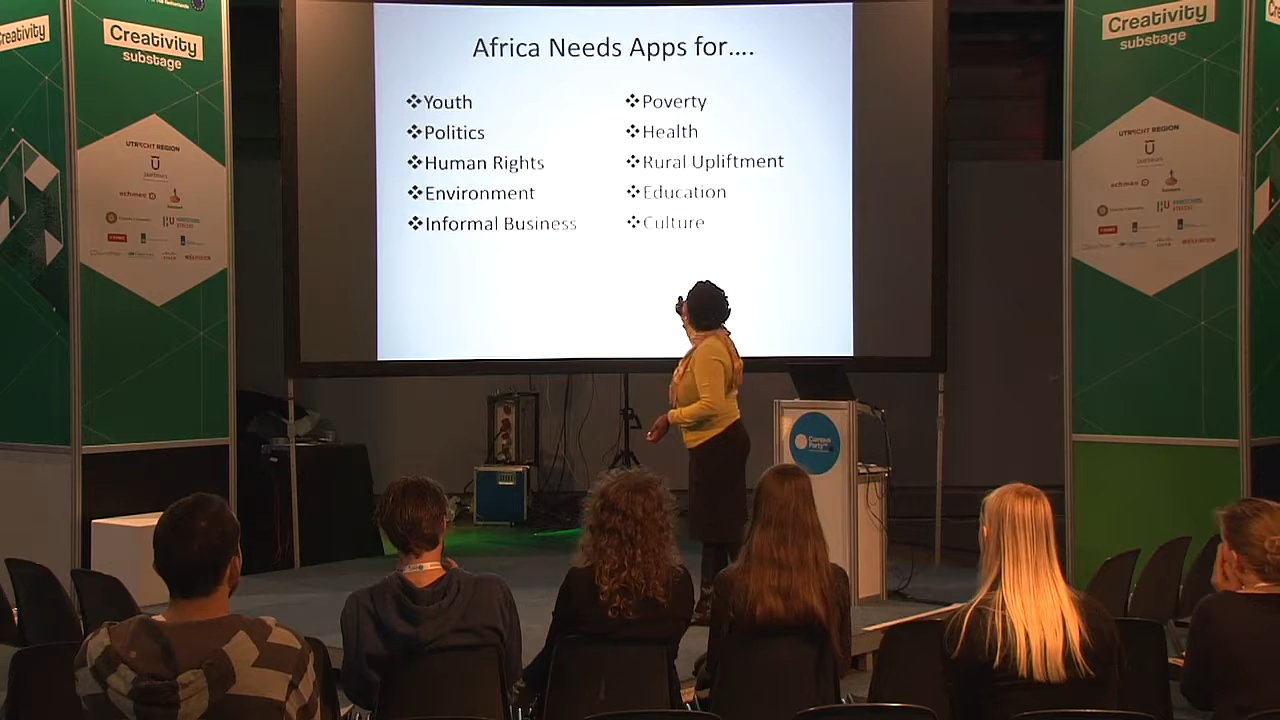 Creativity
Creativity
substage
UTRECHT REGION
Africa Needs Apps for....
Youth
Politics
Human Rights
Environment
Informal Business
Poverty
Health
Rural Upliftment
Education
Culture
Campus
Party
Creativity
substage
UTRECHT REGION